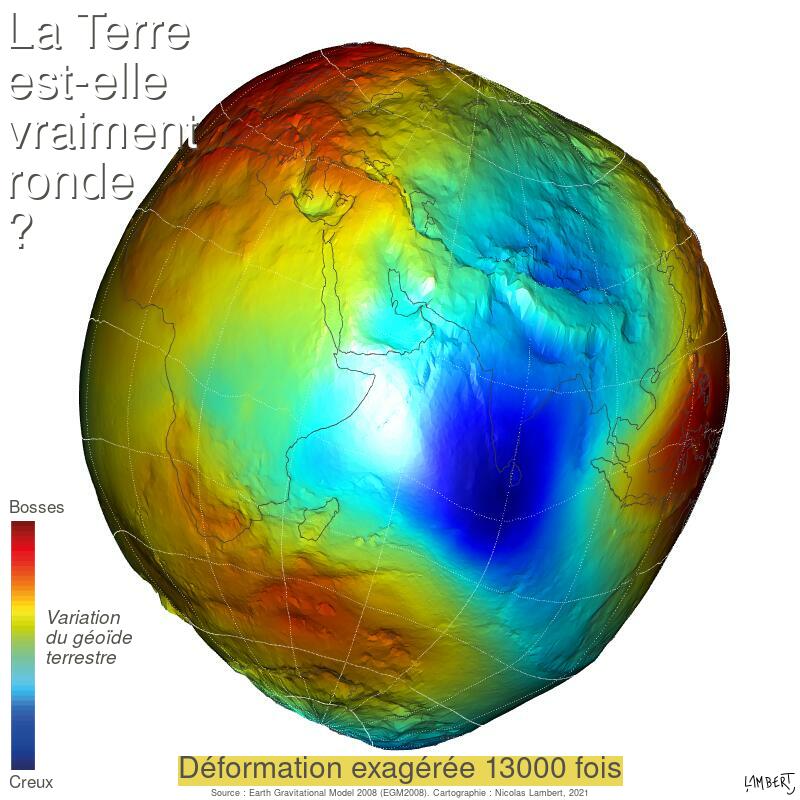 La Terre
est-elle
vraiment
ronde
?
Bosses
Variation
du géoïde
terrestre
Creux
Déformation exagérée 13000 fois
Source : Earth Gravitational Model 2008 (EGM2008). Cartographie : Nicolas Lambert, 2021
LAMBERT